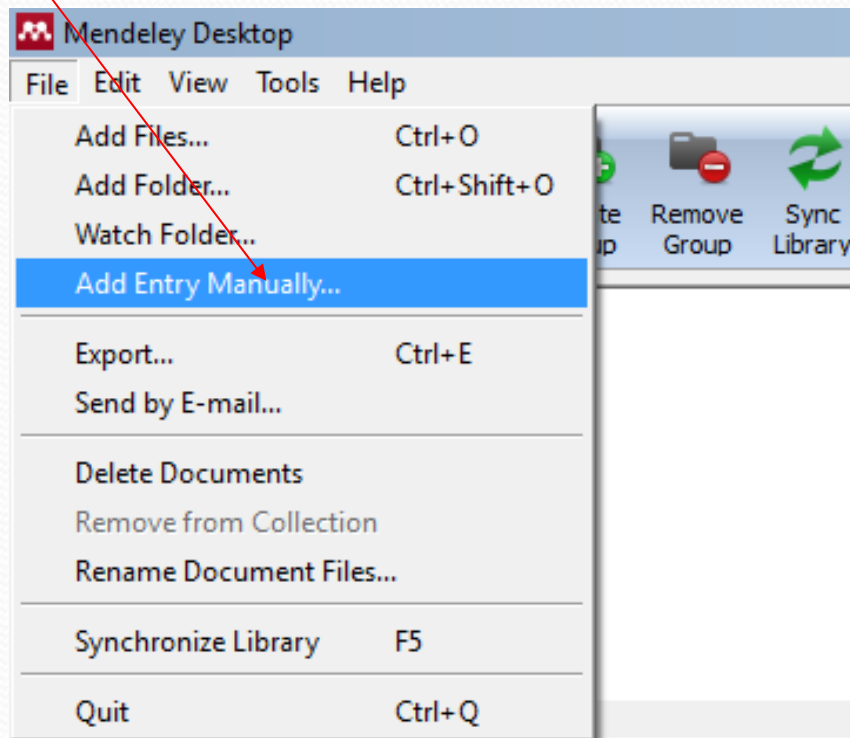 Mendeley Desktop
File Edit View Tools Help
Add Files... Ctrl+O
Add Folder... Ctrl+Shift+O
Watch Folder...
Add Entry Manually...
Export... Ctrl+E
Send by E-mail...
Delete Documents
Remove from Collection
Rename Document Files...
Synchronize Library F5
Quit Ctrl+Q
Remove Sync
Group Library